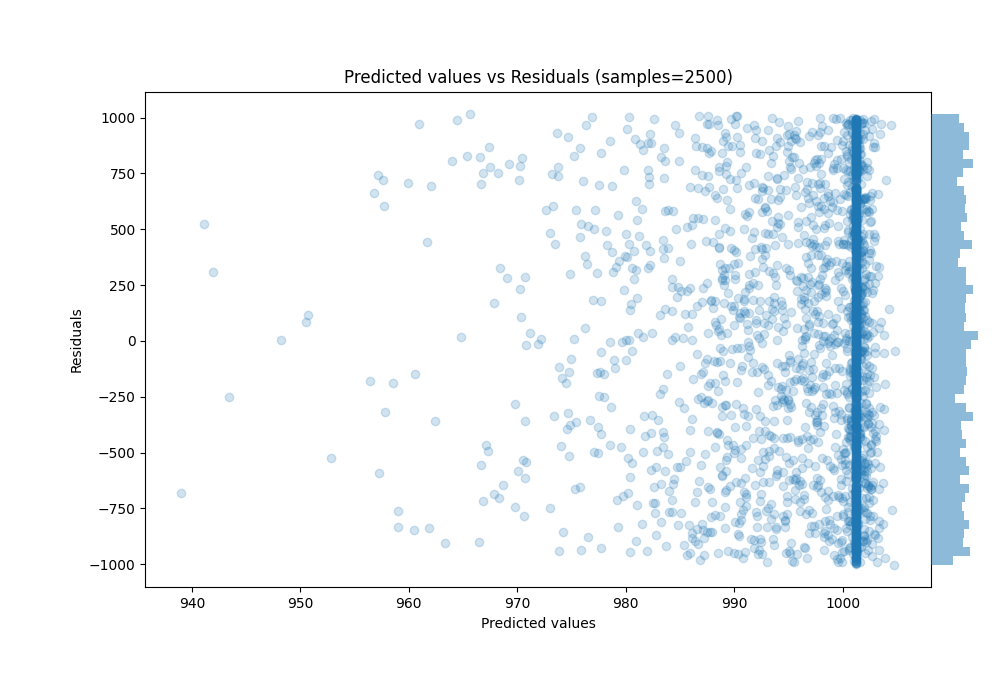 Predicted values vs Residuals (samples=2500)
1000
750
500
250
0
−250
−500
−750
−1000
Residuals
940 950 960 970 980 990 1000
Predicted values